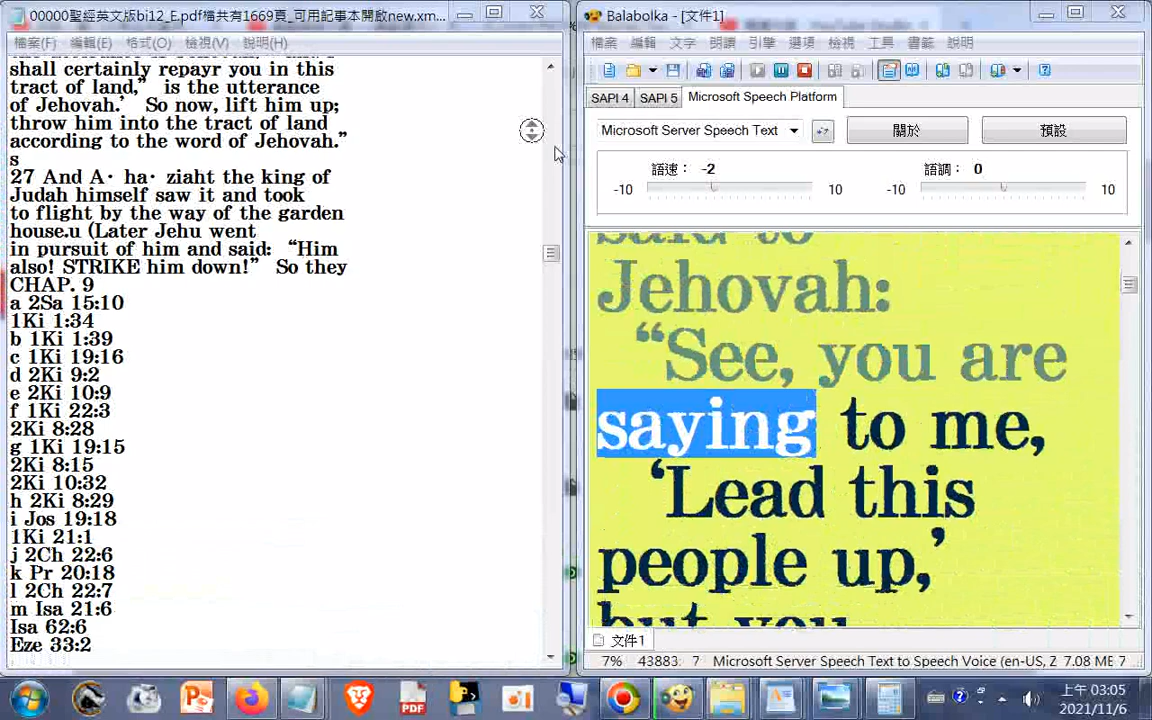 00000聖經英文版bi12_E.pdf檔共有1669頁_可用記事本開啟new.xm...
檔案(F) 編輯(E) 格式(O) 檢視(V) 說明(H)
shall certainly repayr you in this
tract of land,” is the utterance
of Jehovah.’ So now, lift him up;
throw him into the tract of land
according to the word of Jehovah.”
s
27 And A· ha· ziaht the king of
Judah himself saw it and took
to flight by the way of the garden
house.u (Later Jehu went
in pursuit of him and said: “Him
also! STRIKE him down!” So they
CHAP. 9
a 2Sa 15:10
1Ki 1:34
b 1Ki 1:39
c 1Ki 19:16
d 2Ki 9:2
e 2Ki 10:9
f 1Ki 22:3
2Ki 8:28
g 1Ki 19:15
2Ki 8:15
2Ki 10:32
h 2Ki 8:29
i Jos 19:18
1Ki 21:1
j 2Ch 22:6
k Pr 20:18
l 2Ch 22:7
m Isa 21:6
Isa 62:6
Eze 33:2
Balabolka - [文件1]
檔案 編輯 文字 朗讀 引擎 選項 檢視 工具 書籤 說明
SAPI 4 SAPI 5 Microsoft Speech Platform
Microsoft Server Speech Text 關於 預設
語速： -2 語調： 0
-10 10 -10 10
said to
Jehovah:
“See, you are
saying to me,
‘Lead this
people up,’
but you
文件1
7% 43883: 7 Microsoft Server Speech Text to Speech Voice (en-US, Z 7.08 ME 7
上午 03:05
2021/11/6